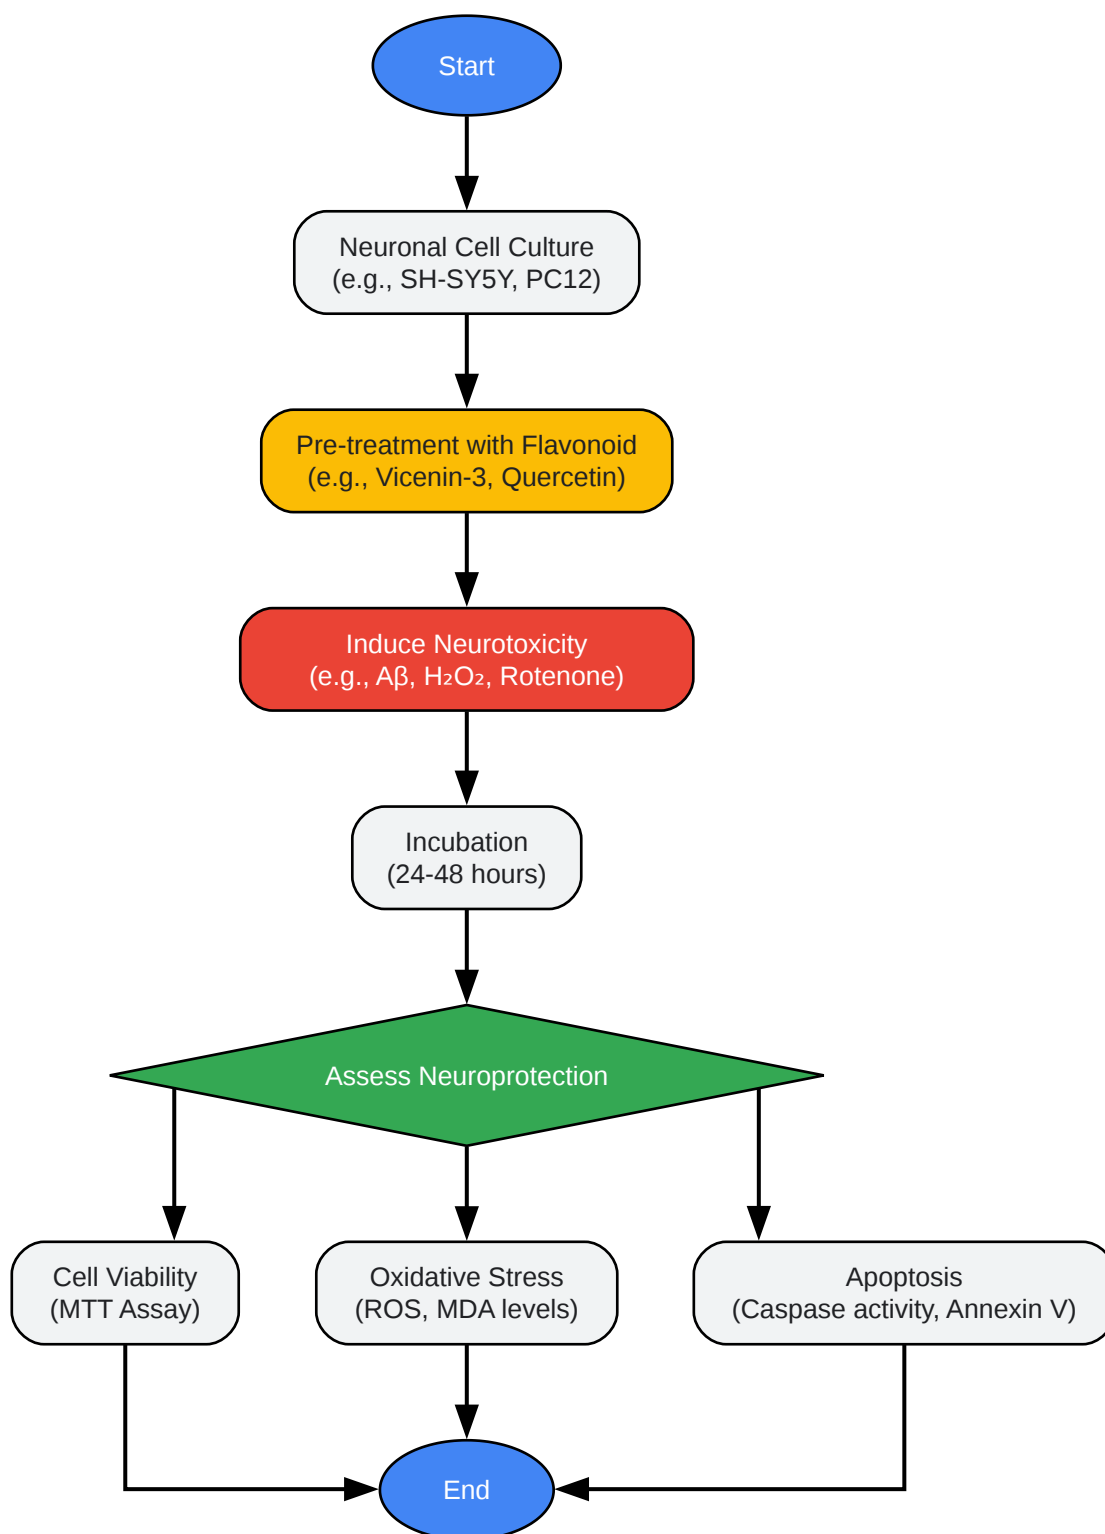 Start
Neuronal Cell Culture
(e.g., SH-SY5Y, PC12)
Pre-treatment with Flavonoid
(e.g., Vicenin-3, Quercetin)
Induce Neurotoxicity
(e.g., Aβ, H₂O₂, Rotenone)
Incubation
(24-48 hours)
Assess Neuroprotection
Cell Viability
(MTT Assay)
Oxidative Stress
(ROS, MDA levels)
Apoptosis
(Caspase activity, Annexin V)
End